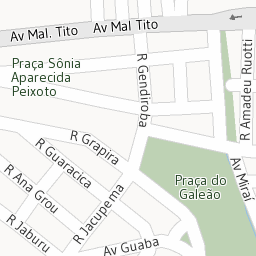 Av Mal. Tito
Av Mal Tito
Praça Sônia
Aparecida
Peixoto
R Gendiroba
R Amadeu Ruotti
R Grapira
R Guaracica
R Ana Grou
R Jaburu
R Jacupema
Praça do
Galeão
Av Mirai
Av Guaba